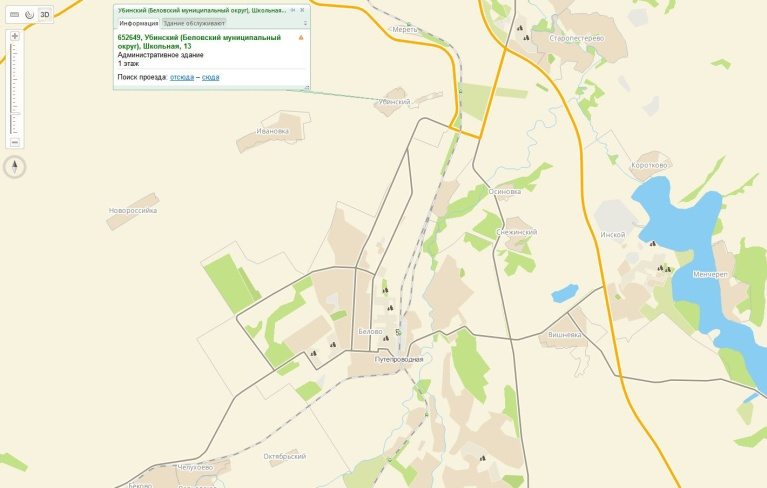 3D
Убинский (Беловский муниципальный округ), Школьная...
Информация
Здание обслуживают
652649, Убинский (Беловский муниципальный
округ), Школьная, 13
Административное здание
1 этаж
Поиск проезда: отсюда – сюда
Мереть
Старопестерево
Убинский
Ивановка
Коротково
Осиновка
Новороссийка
Снежинский
Инской
Менчереп
Белово
Вишнёвка
Путепроводная
Октябрьский
Челухоево
Беково